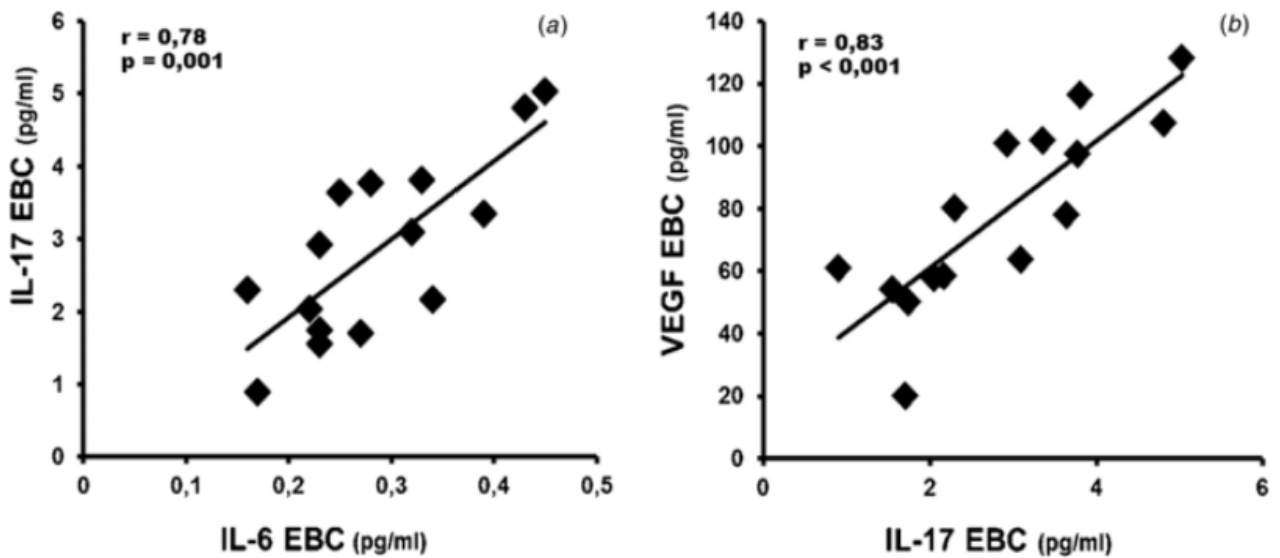 (a)
r = 0,78
p = 0,001
IL-17 EBC (pg/ml)
6
5
4
3
2
1
0
0 0,1 0,2 0,3 0,4 0,5
IL-6 EBC (pg/ml)
(b)
r = 0,83
p < 0,001
VEGF EBC (pg/ml)
140
120
100
80
60
40
20
0
0 2 4 6
IL-17 EBC (pg/ml)